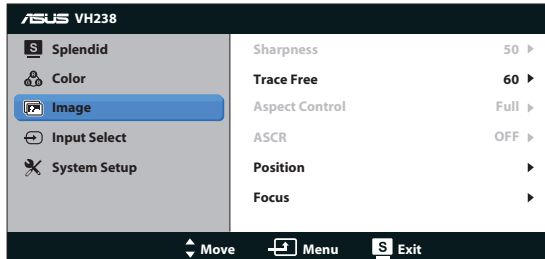 ASUS VH238
S Splendid
Color
Image
Input Select
System Setup
Sharpness 50
Trace Free 60
Aspect Control Full
ASCR OFF
Position
Focus
Move Menu S Exit